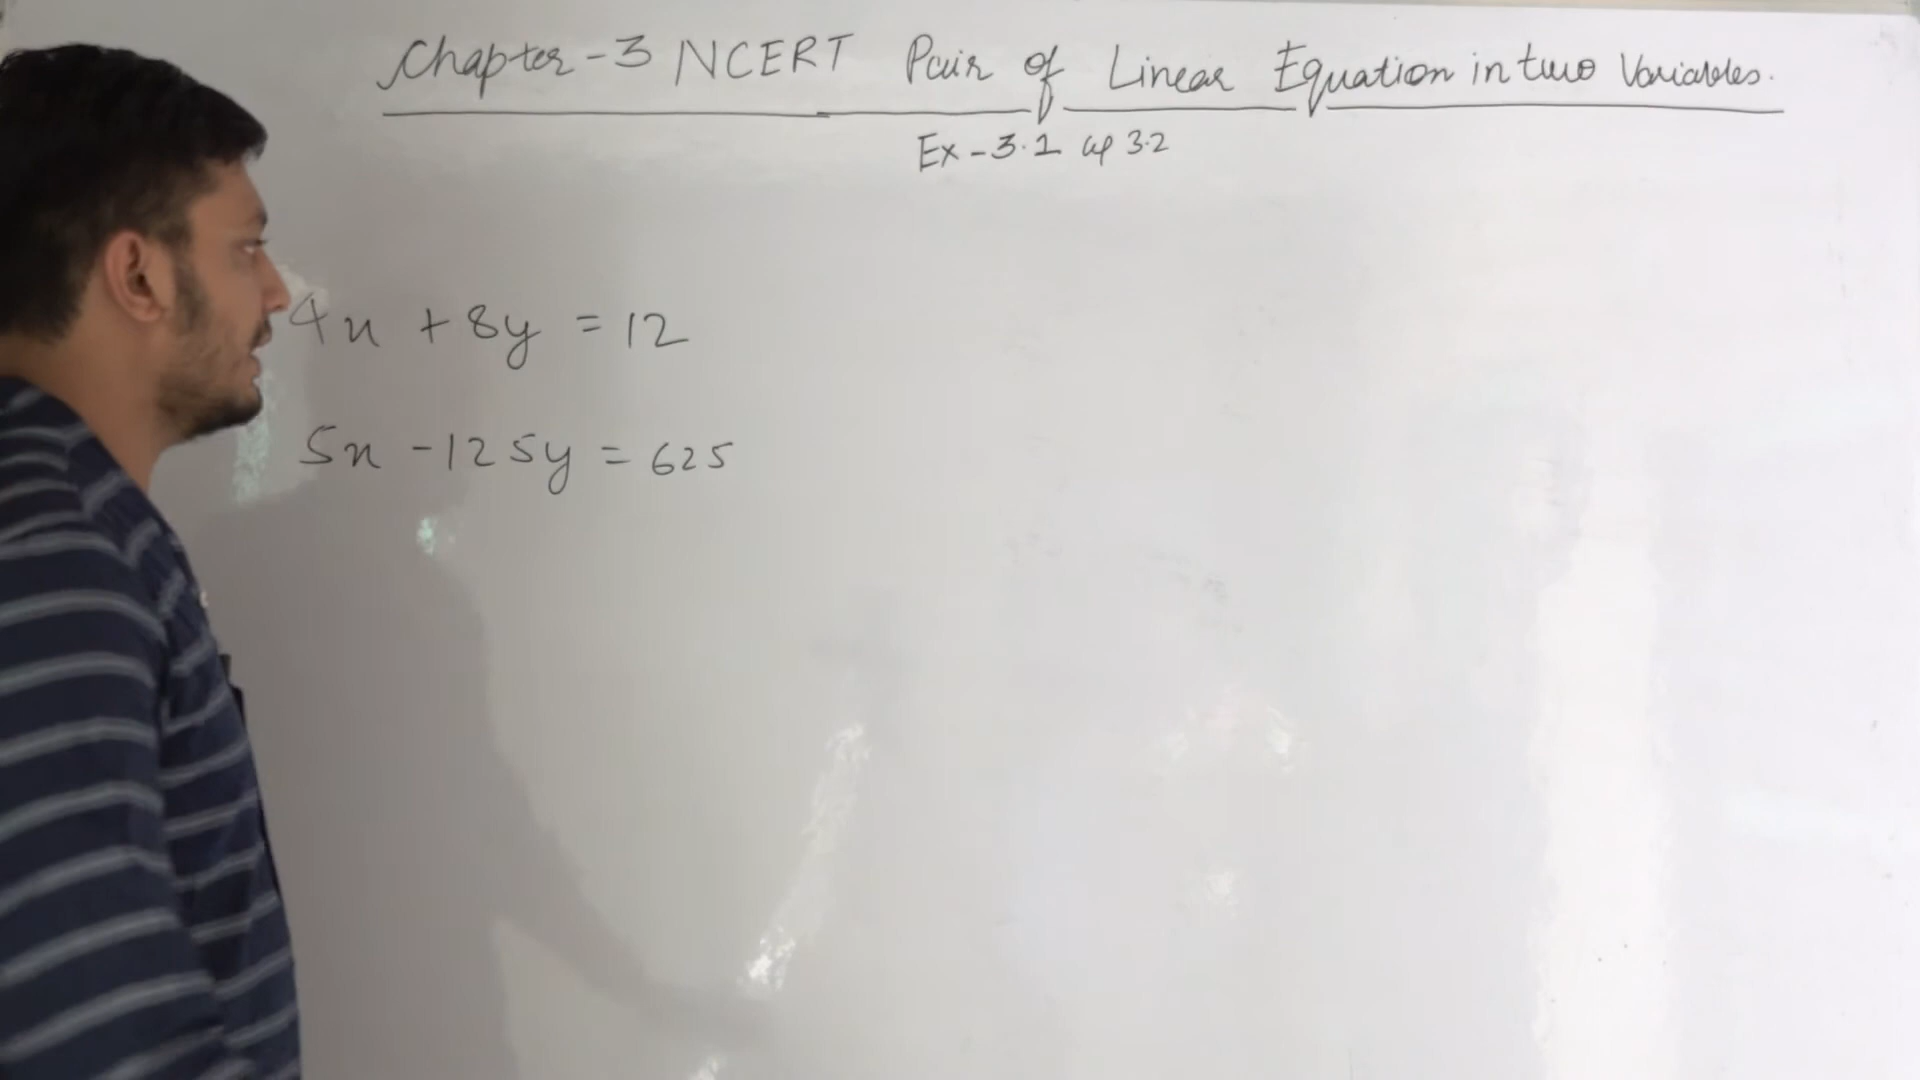 Chapter-3 NCERT Pair of Linear Equation in two Variables.
Ex-3.1 3.2
4x + 8y = 12
5x - 125y = 625